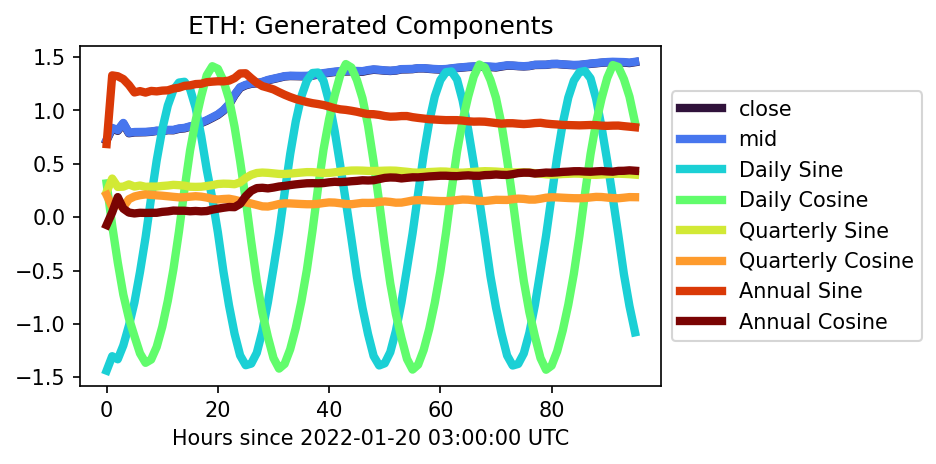 ETH: Generated Components
1.5
1.0
0.5
0.0
−0.5
−1.0
−1.5
0
20
40
60
80
Hours since 2022-01-20 03:00:00 UTC
close
mid
Daily Sine
Daily Cosine
Quarterly Sine
Quarterly Cosine
Annual Sine
Annual Cosine